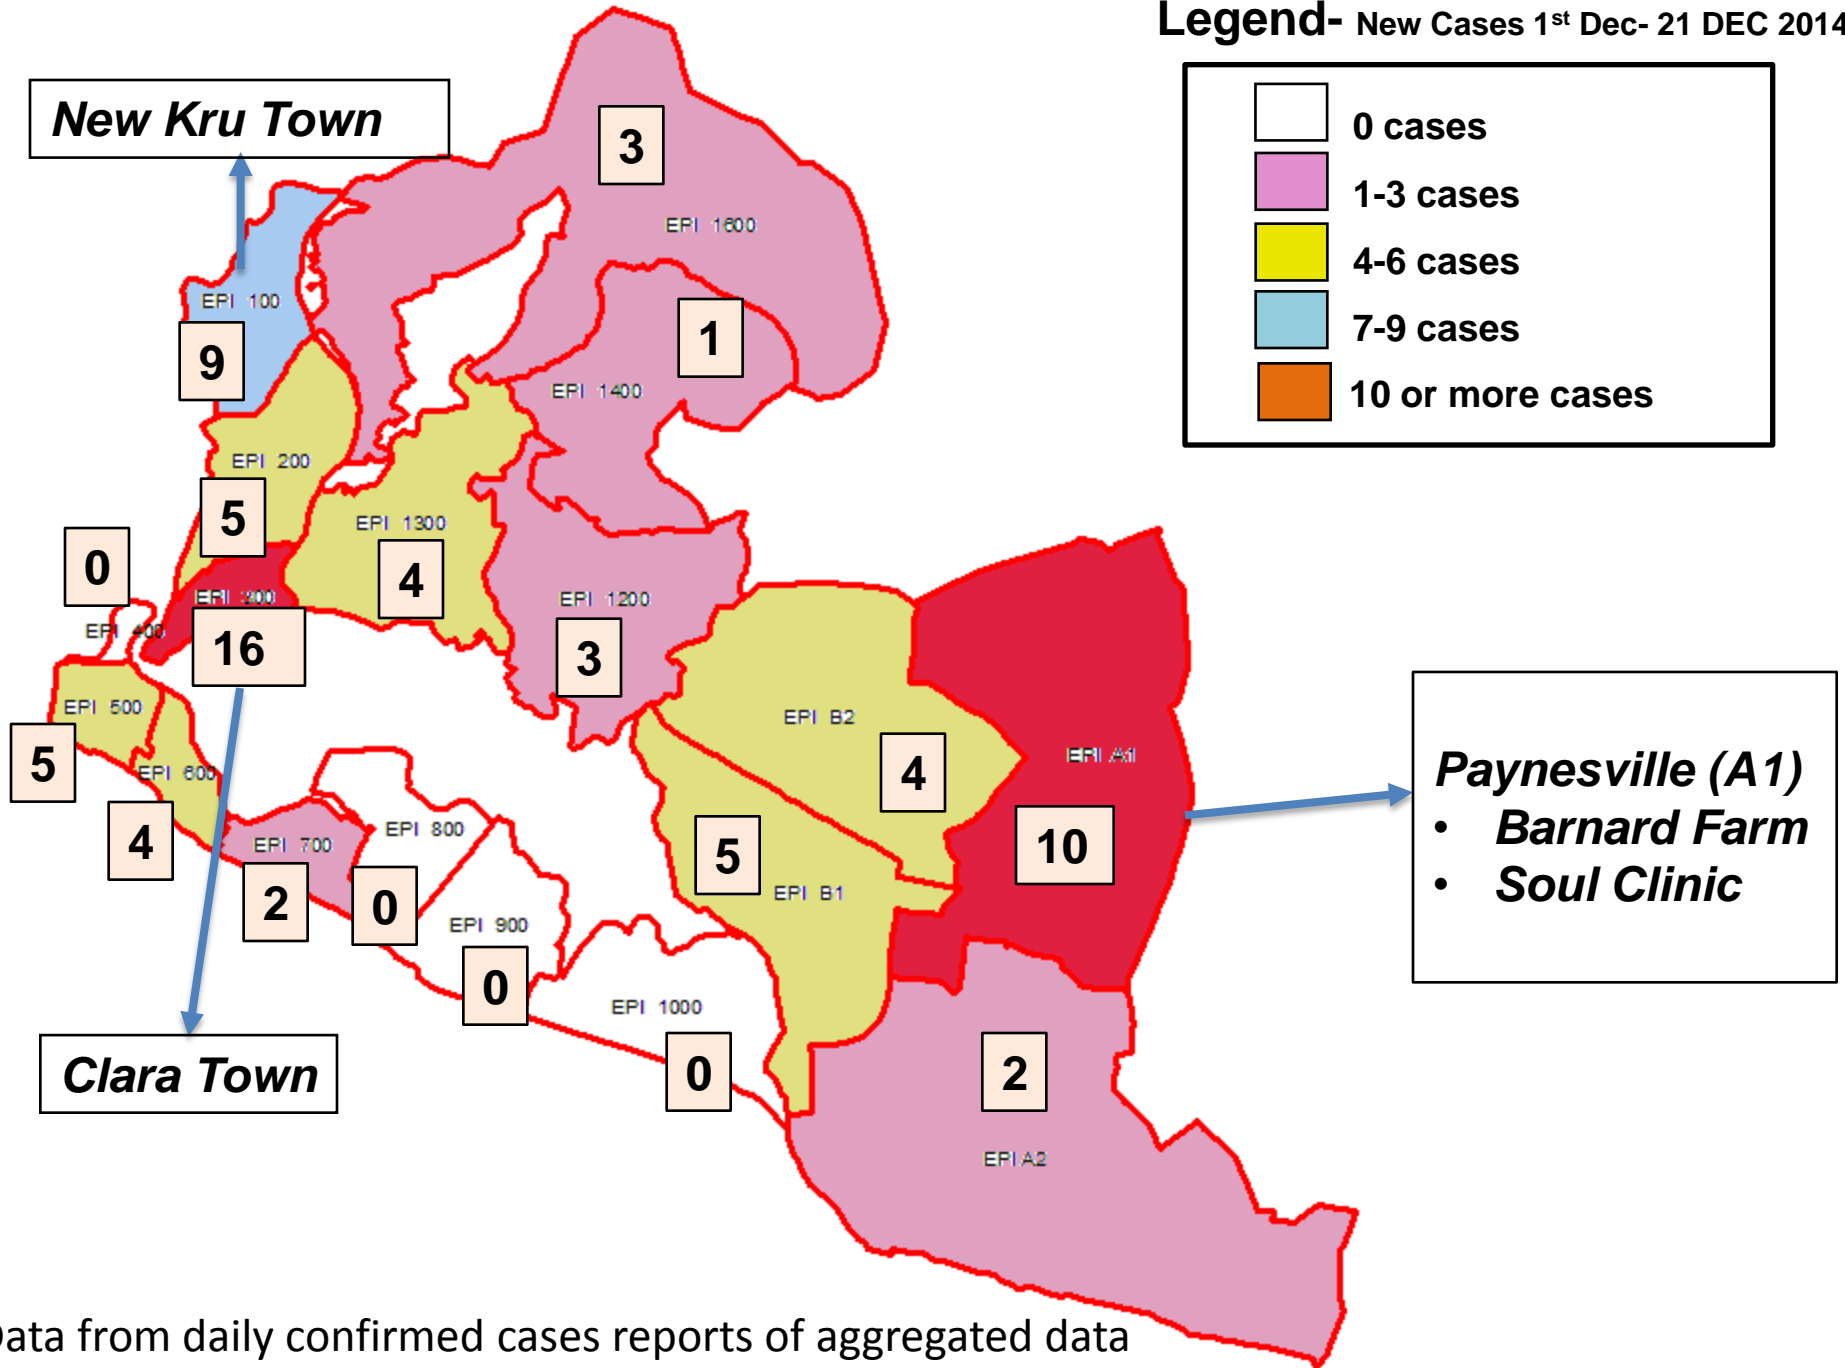 Legend- New Cases 1st Dec- 21 DEC 2014
0 cases
1-3 cases
4-6 cases
7-9 cases
10 or more cases
New Kru Town
3
EPI 1600
EPI 100
9
1
EPI 1400
EPI 200
5
EPI 1300
4
0
EPI 300
EPI 400
16
EPI 1200
3
EPI 500
5
EPI 600
4
EPI B2
4
EPI A1
10
Paynesville (A1)
• Barnard Farm
• Soul Clinic
EPI 700
2
EPI 800
0
5
EPI B1
EPI 900
0
EPI 1000
0
Clara Town
2
EPI A2
Data from daily confirmed cases reports of aggregated data